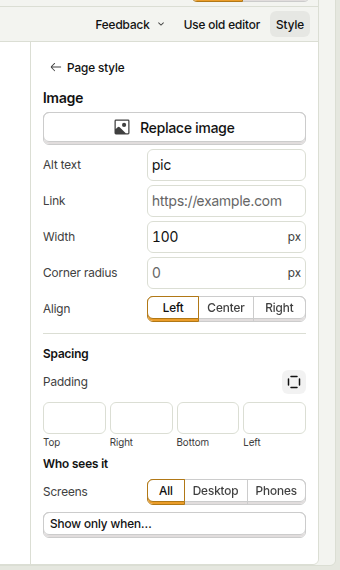 Feedback Use old editor Style
Page style
Image
Replace image
Alt text pic
Link https://example.com
Width 100 px
Corner radius 0 px
Align Left Center Right
Spacing
Padding
Top Right Bottom Left
Who sees it
Screens All Desktop Phones
Show only when...